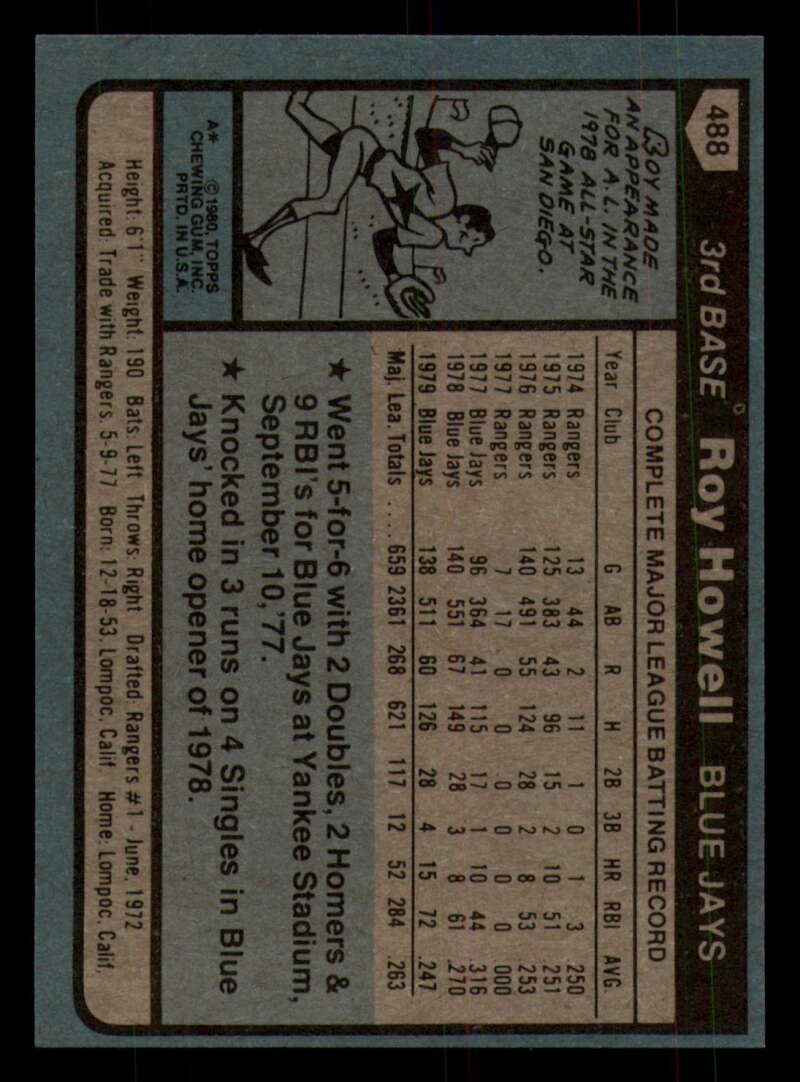 488
3rd BASE Roy Howell BLUE JAYS
ROY MADE
AN APPEARANCE
FOR A.L. IN THE
1978 ALL-STAR
GAME AT
SAN DIEGO.
A* © 1980, TOPPS
CHEWING GUM, INC.
PRTD. IN U.S.A.
COMPLETE MAJOR LEAGUE BATTING RECORD
Year Club G AB R H 2B 3B HR RBI AVG.
1974 Rangers 13 44 2 11 1 0 1 3 .250
1975 Rangers 125 383 43 96 15 2 10 51 .251
1976 Rangers 140 491 55 124 28 2 8 53 .253
1977 Rangers 7 17 0 0 0 0 0 0 .000
1977 Blue Jays 96 364 41 115 17 1 10 44 .316
1978 Blue Jays 140 551 67 149 28 3 8 61 .270
1979 Blue Jays 138 511 60 126 28 4 15 72 .247
Maj. Lea. Totals .... 659 2361 268 621 117 12 52 284 .263
★ Went 5-for-6 with 2 Doubles, 2 Homers &
9 RBI's for Blue Jays at Yankee Stadium,
September 10, '77.
★ Knocked in 3 runs on 4 Singles in Blue
Jays' home opener of 1978.
Height: 6'1" Weight: 190 Bats: Left Throws: Right Drafted: Rangers #1 - June, 1972
Acquired: Trade with Rangers, 5-9-77 Born: 12-18-53, Lompoc, Calif. Home: Lompoc, Calif.